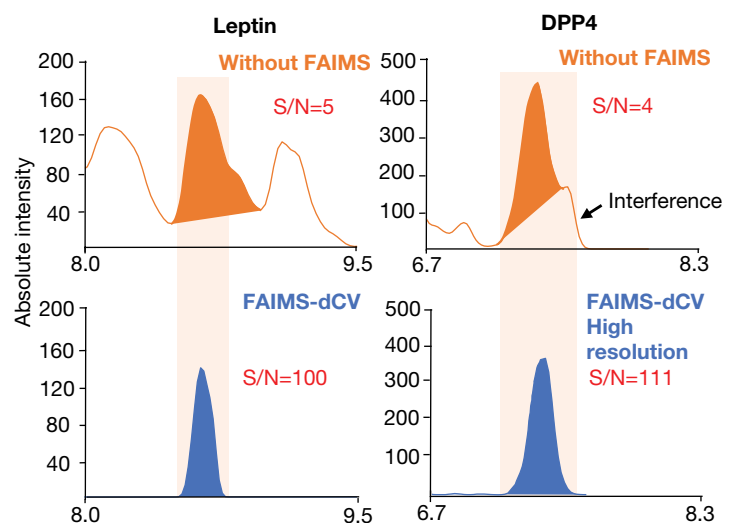 Leptin
DPP4
Absolute intensity
200
160
120
80
40
8.0
9.5
Without FAIMS
S/N=5
500
400
300
200
100
6.7
8.3
Without FAIMS
S/N=4
Interference
200
160
120
80
40
8.0
9.5
FAIMS-dCV
S/N=100
500
400
300
200
100
6.7
8.3
FAIMS-dCV
High
resolution
S/N=111